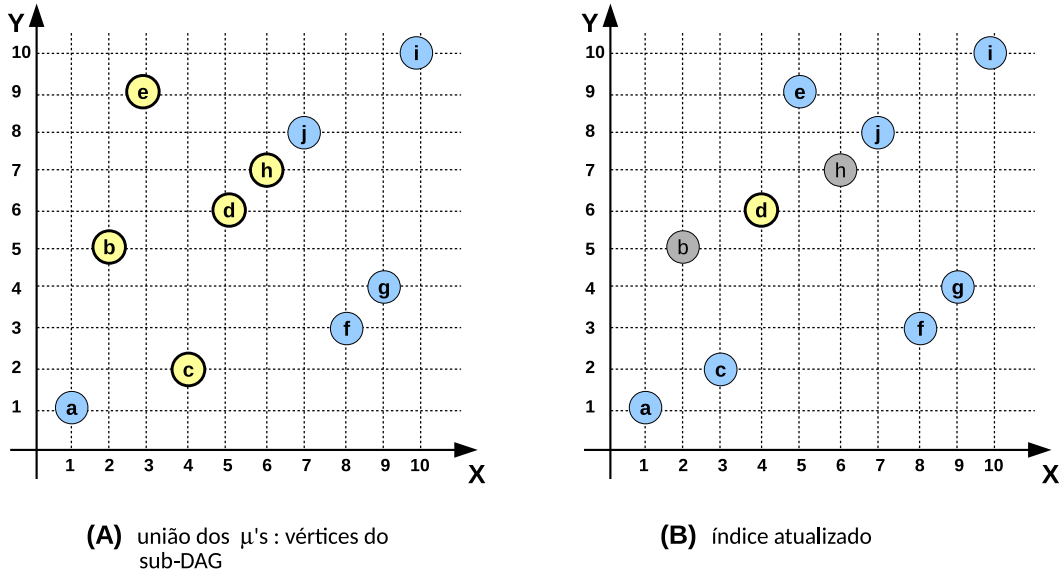 Y
10
i
9
e
8
j
7
h
6
d
5
b
4
g
3
f
2
c
1
a
1 2 3 4 5 6 7 8 9 10
X
(A) união dos μ's : vértices do
sub-DAG
Y
10
i
9
e
8
j
7
h
6
d
5
b
4
g
3
f
2
c
1
a
1 2 3 4 5 6 7 8 9 10
X
(B) índice atualizado